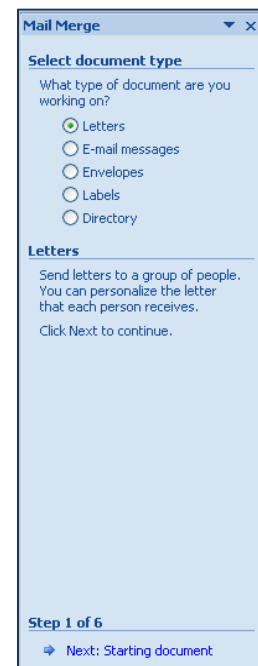 Mail Merge
Select document type
What type of document are you
working on?
Letters
E-mail messages
Envelopes
Labels
Directory
Letters
Send letters to a group of people.
You can personalize the letter
that each person receives.
Click Next to continue.
Step 1 of 6
Next: Starting document